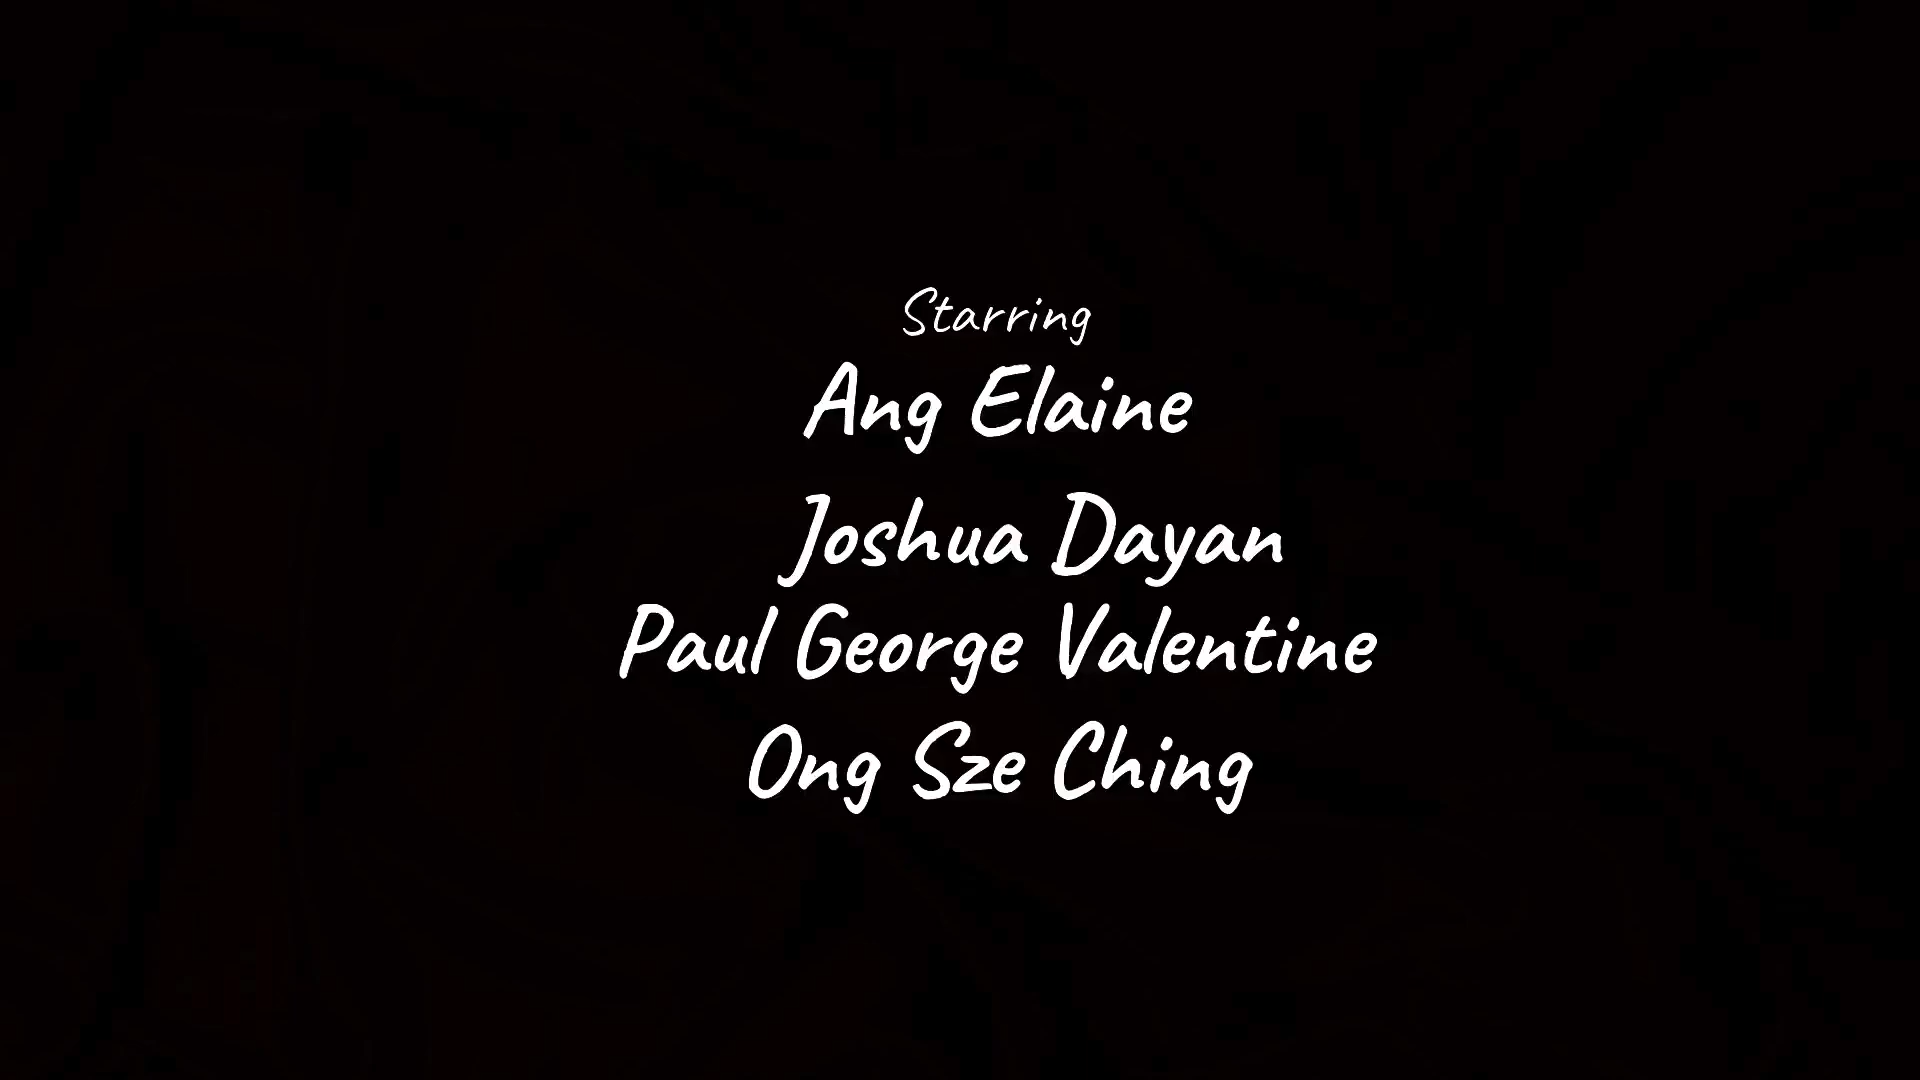 Starring
Ang Elaine
Joshua Dayan
Paul George Valentine
Ong Sze Ching